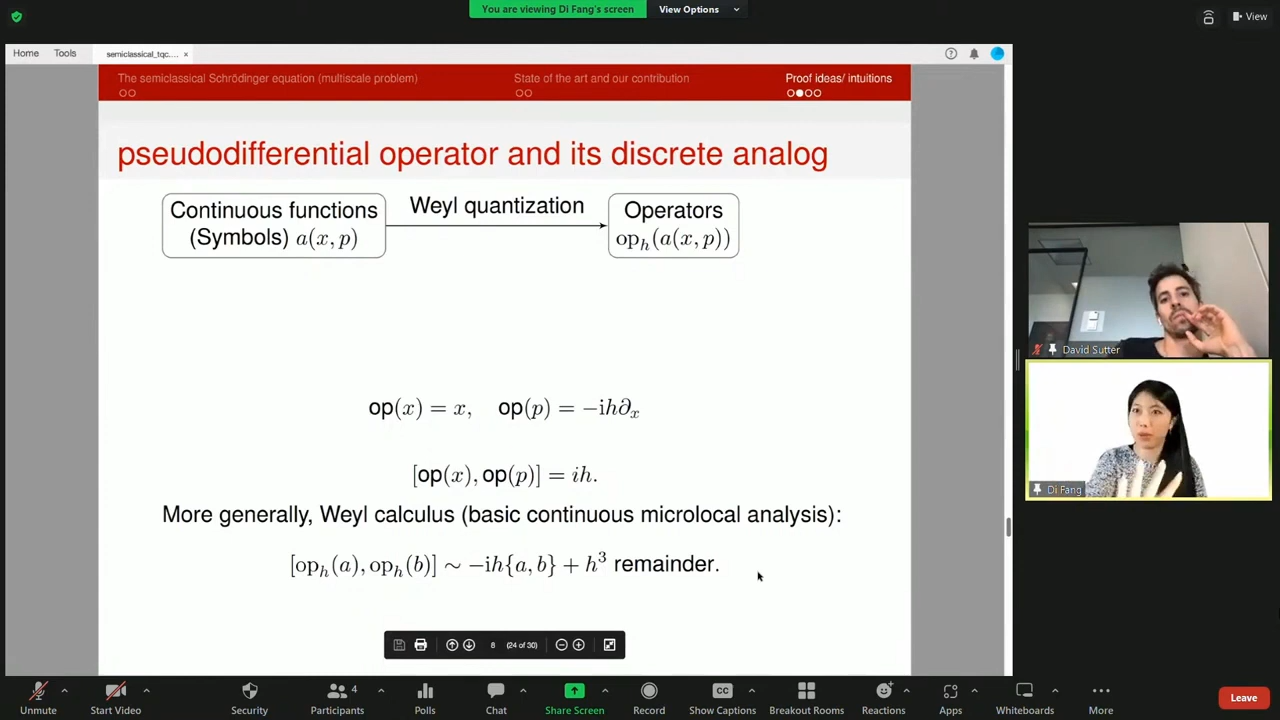 You are viewing Di Fang's screen
View Options
View
Home Tools semiclassical_tqc.... ×
The semiclassical Schrödinger equation (multiscale problem) State of the art and our contribution Proof ideas/ intuitions
pseudodifferential operator and its discrete analog
Continuous functions
(Symbols) a(x, p)
Weyl quantization
Operators
op_h(a(x, p))
op(x) = x, op(p) = −ih∂_x
[op(x), op(p)] = ih.
More generally, Weyl calculus (basic continuous microlocal analysis):
[op_h(a), op_h(b)] ∼ −ih{a, b} + h³ remainder.
8 (24 of 30)
David Sutter
Di Fang
Unmute Start Video Security Participants 4 Polls Chat Share Screen Record CC Show Captions Breakout Rooms Reactions Apps Whiteboards More Leave